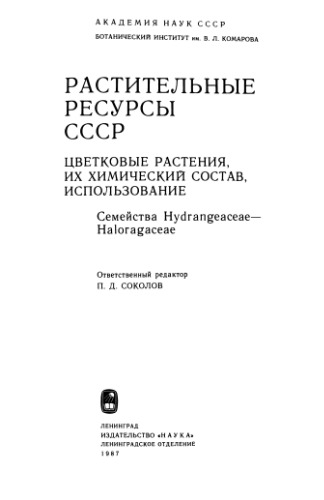 АКАДЕМИЯ НАУК СССР
БОТАНИЧЕСКИЙ ИНСТИТУТ им. В. Л. КОМАРОВА
РАСТИТЕЛЬНЫЕ
РЕСУРСЫ
СССР
ЦВЕТКОВЫЕ РАСТЕНИЯ,
ИХ ХИМИЧЕСКИЙ СОСТАВ,
ИСПОЛЬЗОВАНИЕ
Семейства Hydrangeaceae—
Haloragaceae
Ответственный редактор
П. Д. СОКОЛОВ
ЛЕНИНГРАД
ИЗДАТЕЛЬСТВО «НАУКА»
ЛЕНИНГРАДСКОЕ ОТДЕЛЕНИЕ
1987